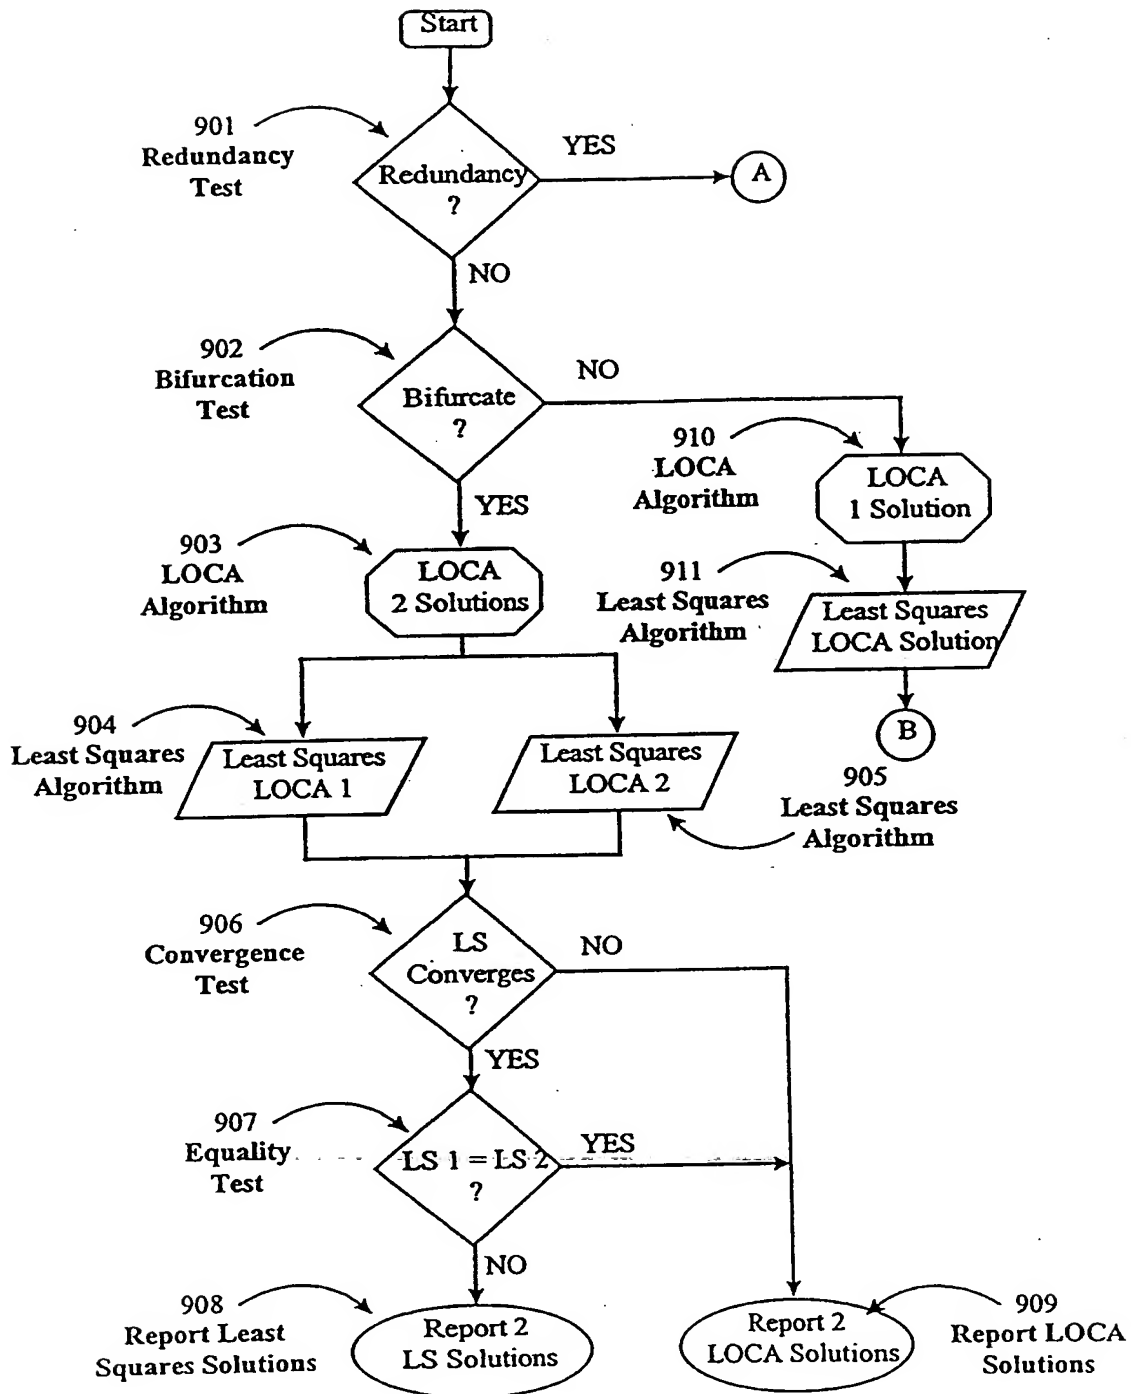 Start
901
Redundancy
Test
Redundancy
?
YES
A
NO
902
Bifurcation
Test
Bifurcate
?
NO
YES
910
LOCA
Algorithm
LOCA
1 Solution
903
LOCA
Algorithm
LOCA
2 Solutions
911
Least Squares
Algorithm
Least Squares
LOCA Solution
B
904
Least Squares
Algorithm
Least Squares
LOCA 1
Least Squares
LOCA 2
905
Least Squares
Algorithm
906
Convergence
Test
LS
Converges
?
NO
YES
907
Equality
Test
LS 1 = LS 2
?
YES
NO
908
Report Least
Squares Solutions
Report 2
LS Solutions
Report 2
LOCA Solutions
909
Report LOCA
Solutions